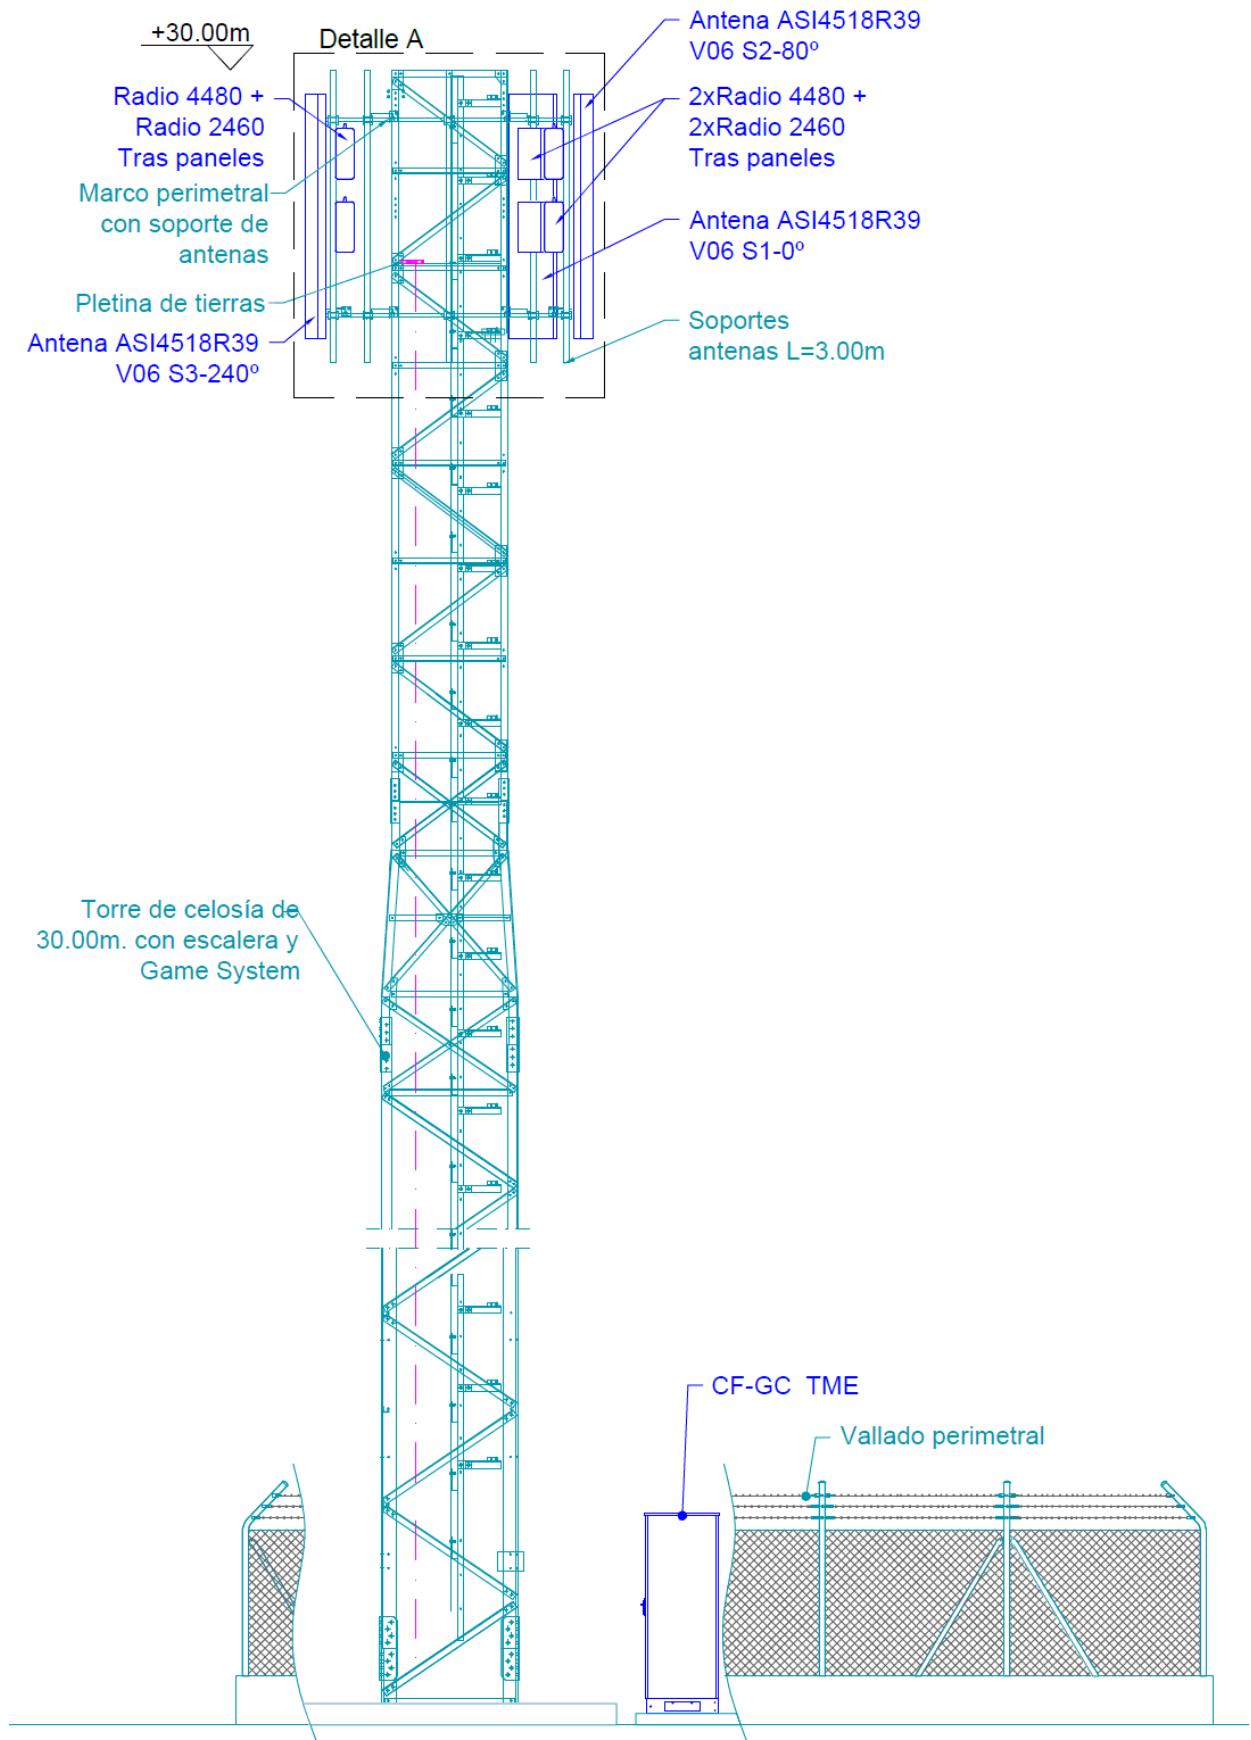 +30.00m
Detalle A
Antena ASI4518R39
V06 S2-80º
Radio 4480 +
Radio 2460
Tras paneles
2xRadio 4480 +
2xRadio 2460
Tras paneles
Marco perimetral
con soporte de
antenas
Antena ASI4518R39
V06 S1-0º
Pletina de tierras
Soportes
antenas L=3.00m
Antena ASI4518R39
V06 S3-240º
Torre de celosía de
30.00m. con escalera y
Game System
CF-GC TME
Vallado perimetral